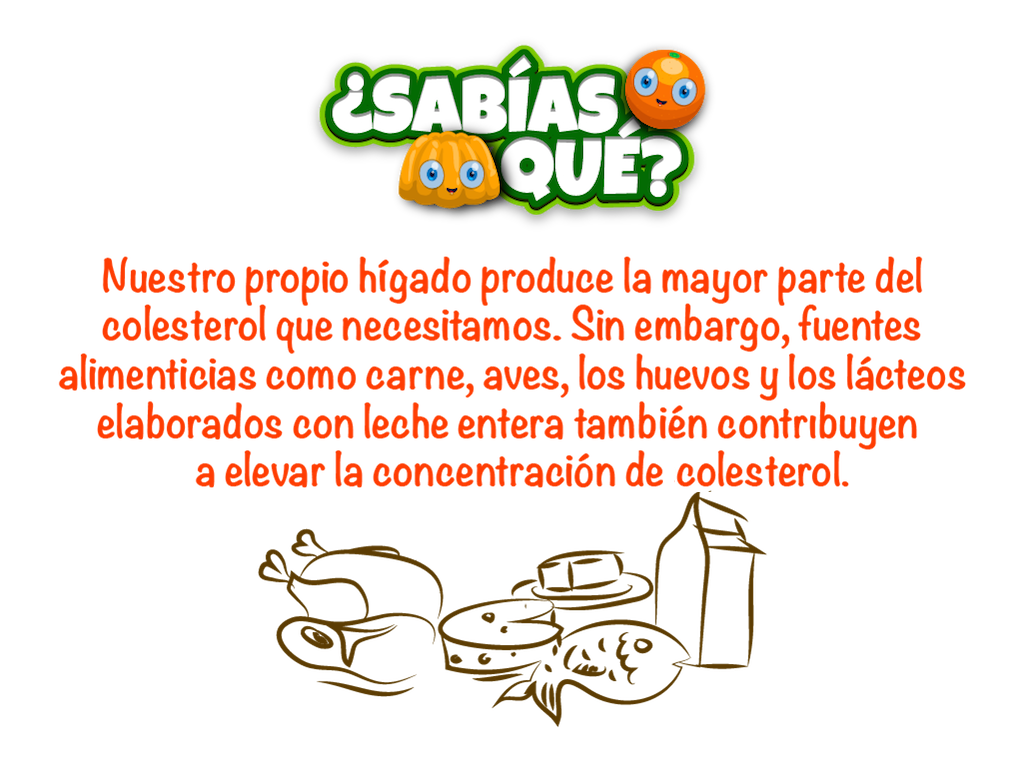 ¿SABÍAS
QUÉ?
Nuestro propio hígado produce la mayor parte del
colesterol que necesitamos. Sin embargo, fuentes
alimenticias como carne, aves, los huevos y los lácteos
elaborados con leche entera también contribuyen
a elevar la concentración de colesterol.